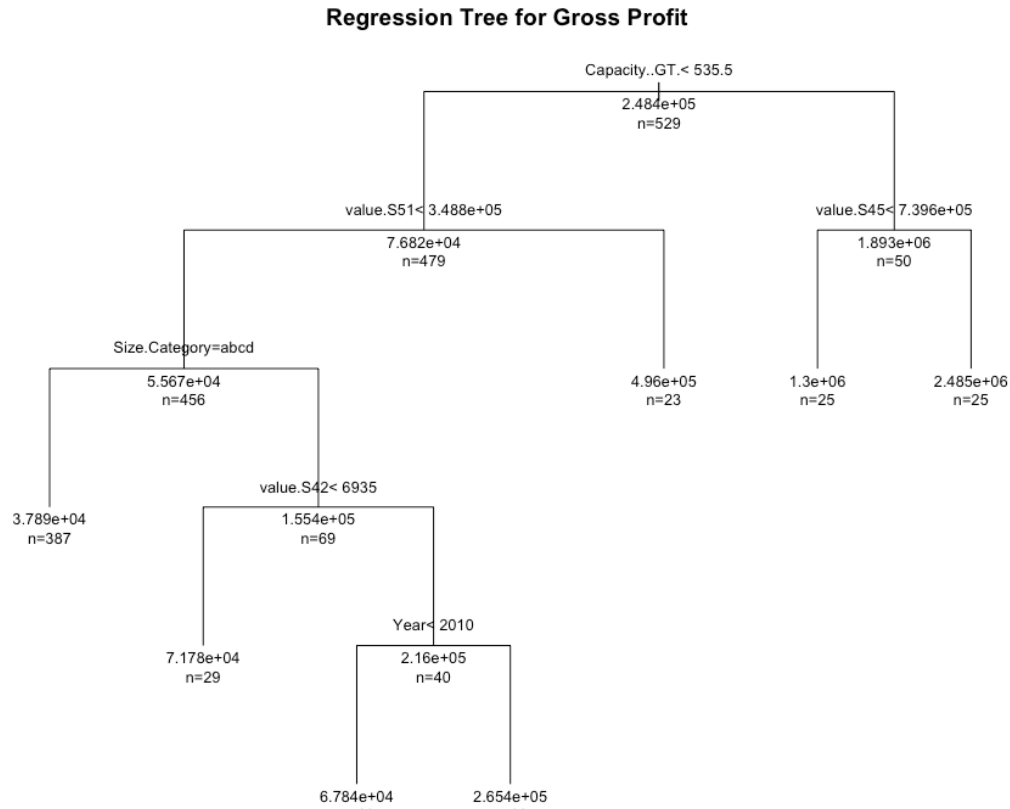 Regression Tree for Gross Profit
Capacity..GT.< 535.5
2.484e+05
n=529
value.S51< 3.488e+05
value.S45< 7.396e+05
7.682e+04
n=479
1.893e+06
n=50
Size.Category=abcd
5.567e+04
n=456
4.96e+05
n=23
1.3e+06
n=25
2.485e+06
n=25
value.S42< 6935
3.789e+04
n=387
1.554e+05
n=69
Year< 2010
7.178e+04
n=29
2.16e+05
n=40
6.784e+04
2.654e+05